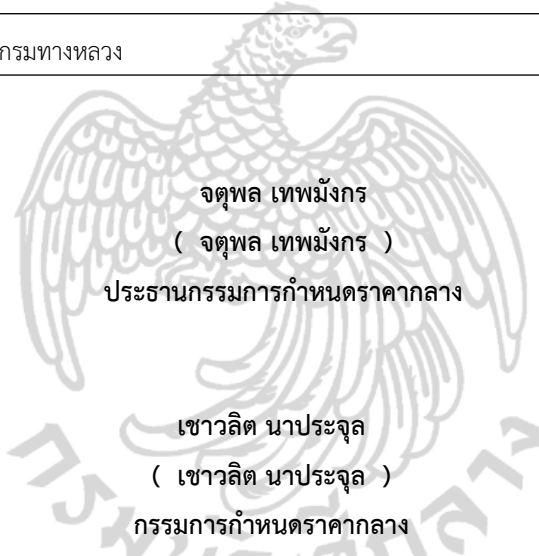 กรมทางหลวง
จตุพล เทพมังกร
( จตุพล เทพมังกร )
ประธานกรรมการกำหนดราคากลาง
เชาวลิต นาประจุล
( เชาวลิต นาประจุล )
กรรมการกำหนดราคากลาง